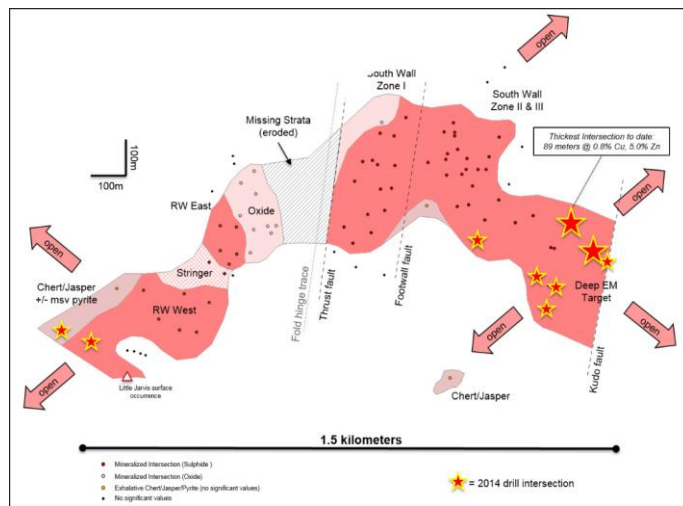 open
South Wall
Zone I
South Wall
Zone II & III
Missing Strata
(eroded)
Thickest Intersection to date:
89 meters @ 0.8% Cu, 5.0% Zn
100m
100m
RW East
Oxide
open
open
Stringer
Chert/Jasper
+/- msv pyrite
RW West
Fold hinge trace
Thrust fault
Footwall fault
Deep EM
Target
Kudo fault
open
open
open
Little Jarvis surface
occurrence
Chert/Jasper
1.5 kilometers
Mineralized Intersection (Sulphide )
Mineralized Intersection (Oxide)
Exhalative Chert/Jasper/Pyrite (no significant values)
No significant values
= 2014 drill intersection